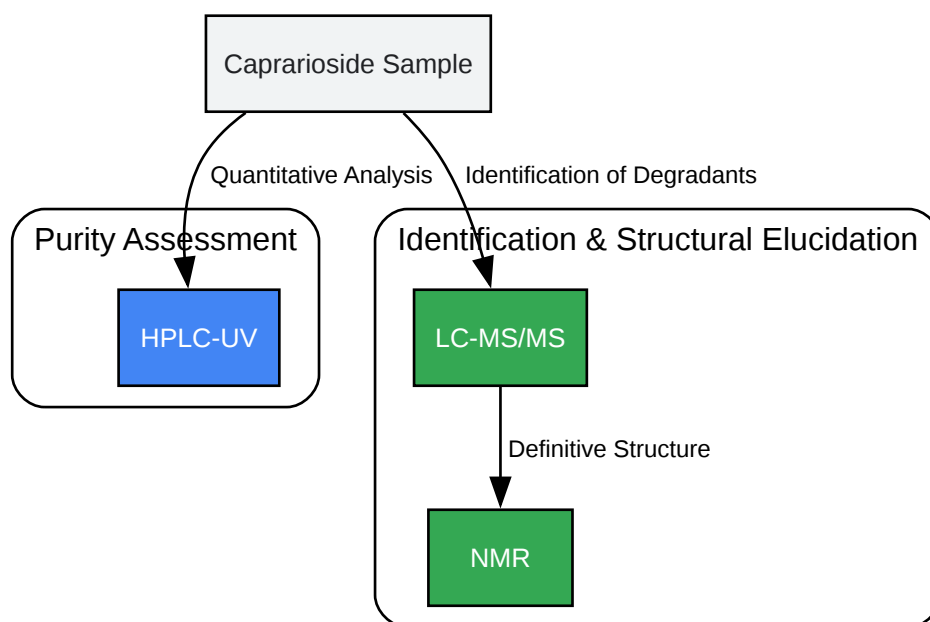 Caprarioside Sample
Quantitative Analysis
Identification of Degradants
Purity Assessment
Identification & Structural Elucidation
HPLC-UV
LC-MS/MS
Definitive Structure
NMR